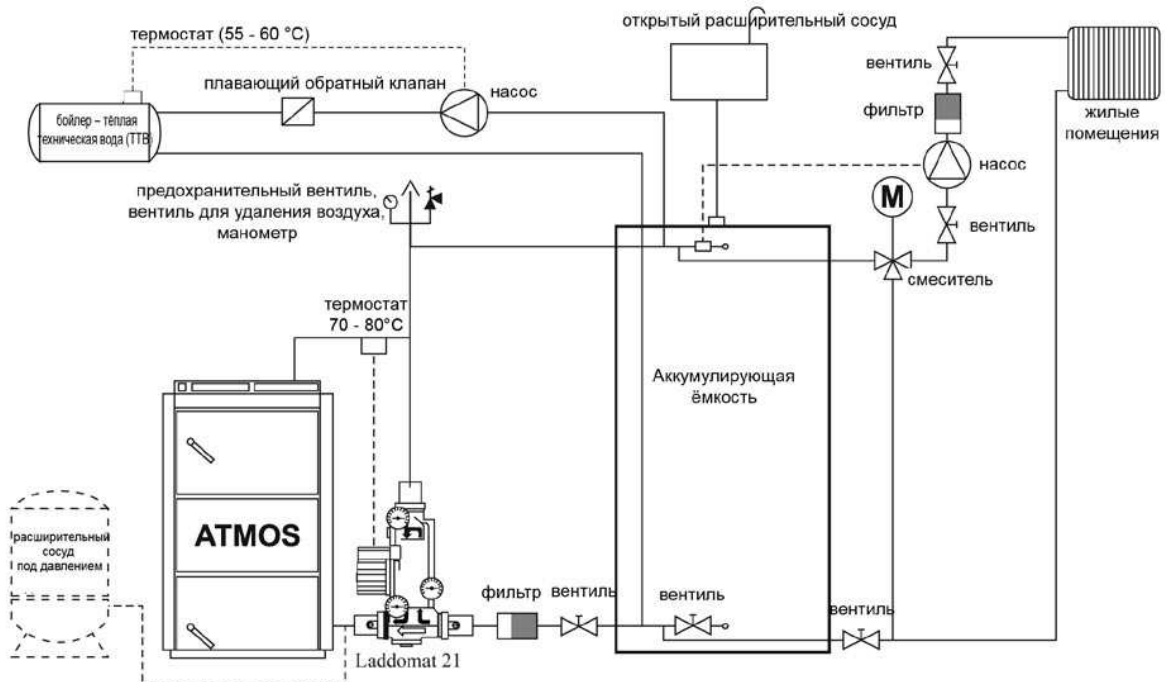 термостат (55 - 60 °C)
плавающий обратный клапан
насос
бойлер – тёплая
техническая вода (ТТВ)
открытый расширительный сосуд
вентиль
фильтр
жилые
помещения
насос
M
вентиль
смеситель
предохранительный вентиль,
вентиль для удаления воздуха,
манометр
термостат
70 - 80°C
Аккумулирующая
ёмкость
ATMOS
расширительный
сосуд
под давлением
фильтр
вентиль
вентиль
вентиль
Laddomat 21